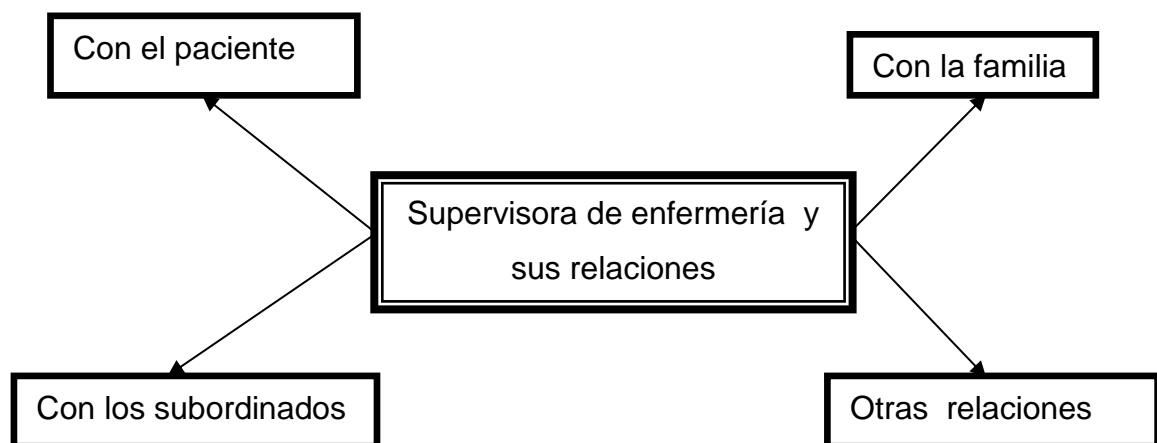 Con el paciente
Con la familia
Supervisora de enfermería y
sus relaciones
Con los subordinados
Otras relaciones